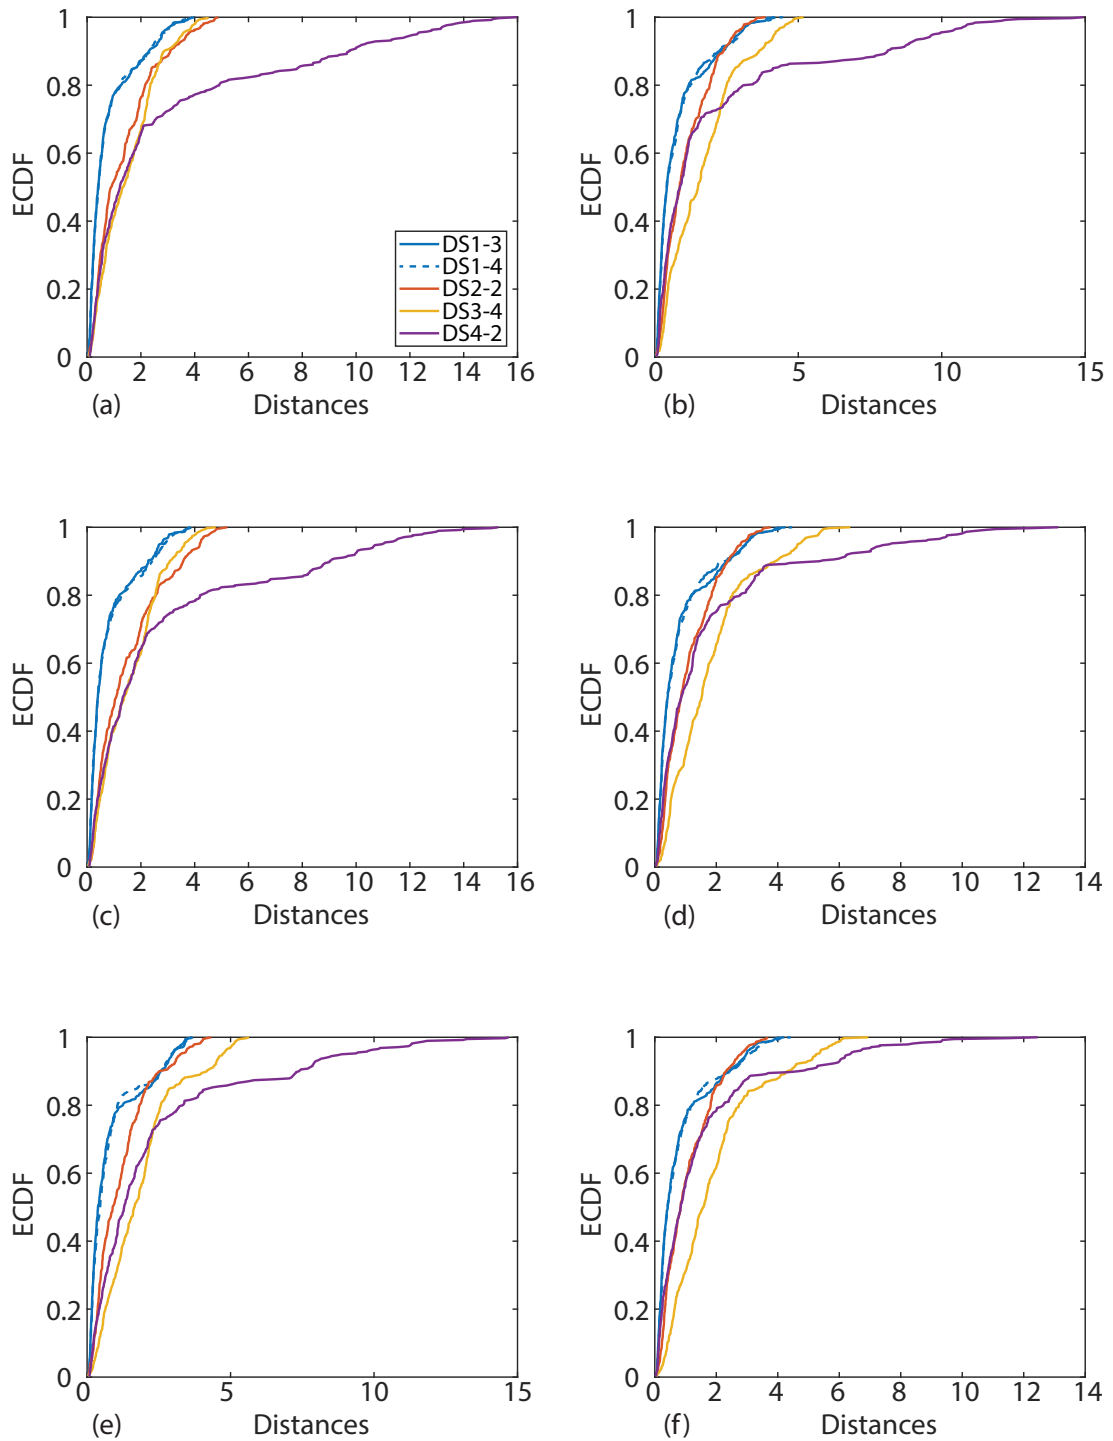 1
0.8
0.6
0.4
0.2
0
ECDF
DS1-3
DS1-4
DS2-2
DS3-4
DS4-2
0 2 4 6 8 10 12 14 16
(a) Distances
1
0.8
0.6
0.4
0.2
0
ECDF
0 5 10 15
(b) Distances
1
0.8
0.6
0.4
0.2
0
ECDF
0 2 4 6 8 10 12 14 16
(c) Distances
1
0.8
0.6
0.4
0.2
0
ECDF
0 2 4 6 8 10 12 14
(d) Distances
1
0.8
0.6
0.4
0.2
0
ECDF
0 5 10 15
(e) Distances
1
0.8
0.6
0.4
0.2
0
ECDF
0 2 4 6 8 10 12 14
(f) Distances